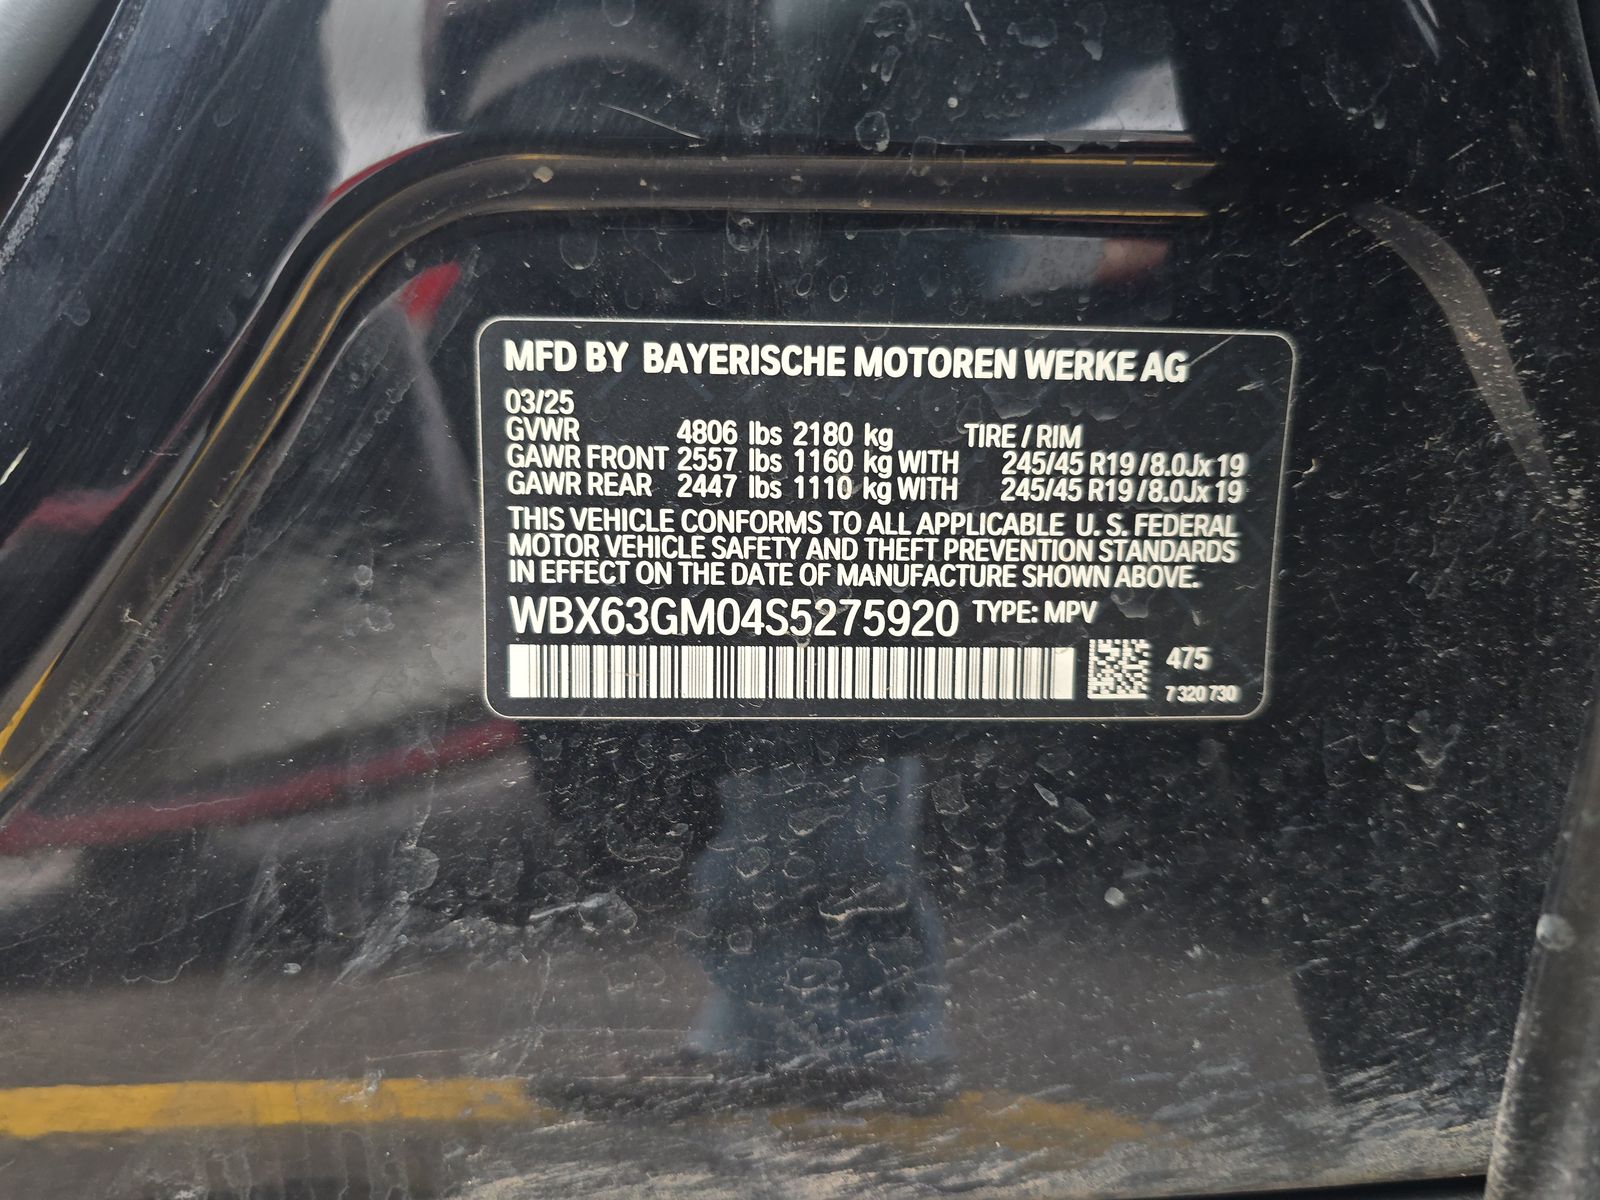 MFD BY BAYERISCHE MOTOREN WERKE AG
03/25
GVWR 4806 lbs 2180 kg TIRE / RIM
GAWR FRONT 2557 lbs 1160 kg WITH 245/45 R19 / 8.0Jx19
GAWR REAR 2447 lbs 1110 kg WITH 245/45 R19 / 8.0Jx19
THIS VEHICLE CONFORMS TO ALL APPLICABLE U. S. FEDERAL
MOTOR VEHICLE SAFETY AND THEFT PREVENTION STANDARDS
IN EFFECT ON THE DATE OF MANUFACTURE SHOWN ABOVE.
WBX63GM04S5275920 TYPE: MPV
475
7 320 730